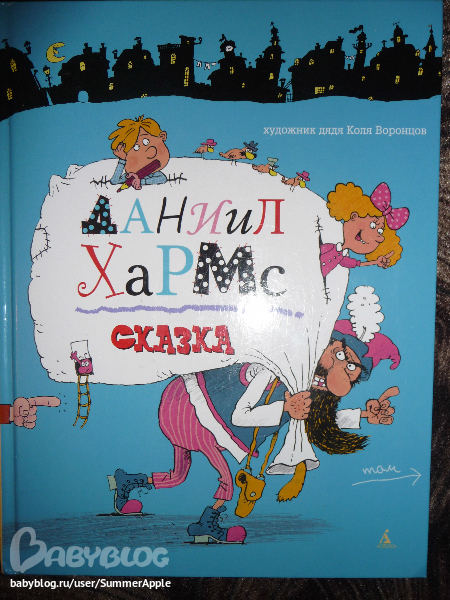 художник дядя Коля Воронцов
ДАНИИЛ
ХаРМс
СКАЗКА
там
BABYBLOG
babyblog.ru/user/SummerApple